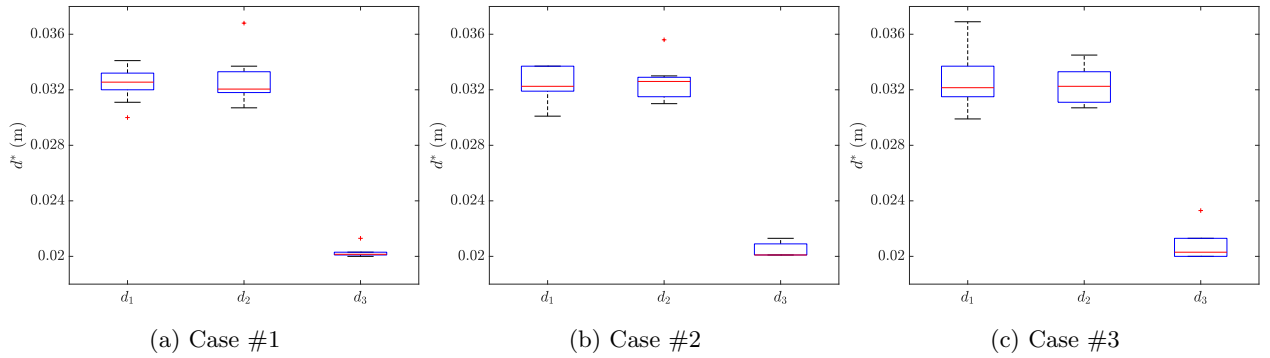 0.036
0.032
0.028
0.024
0.02
d* (m)
d₁
d₂
d₃
(a) Case #1
0.036
0.032
0.028
0.024
0.02
d* (m)
d₁
d₂
d₃
(b) Case #2
0.036
0.032
0.028
0.024
0.02
d* (m)
d₁
d₂
d₃
(c) Case #3